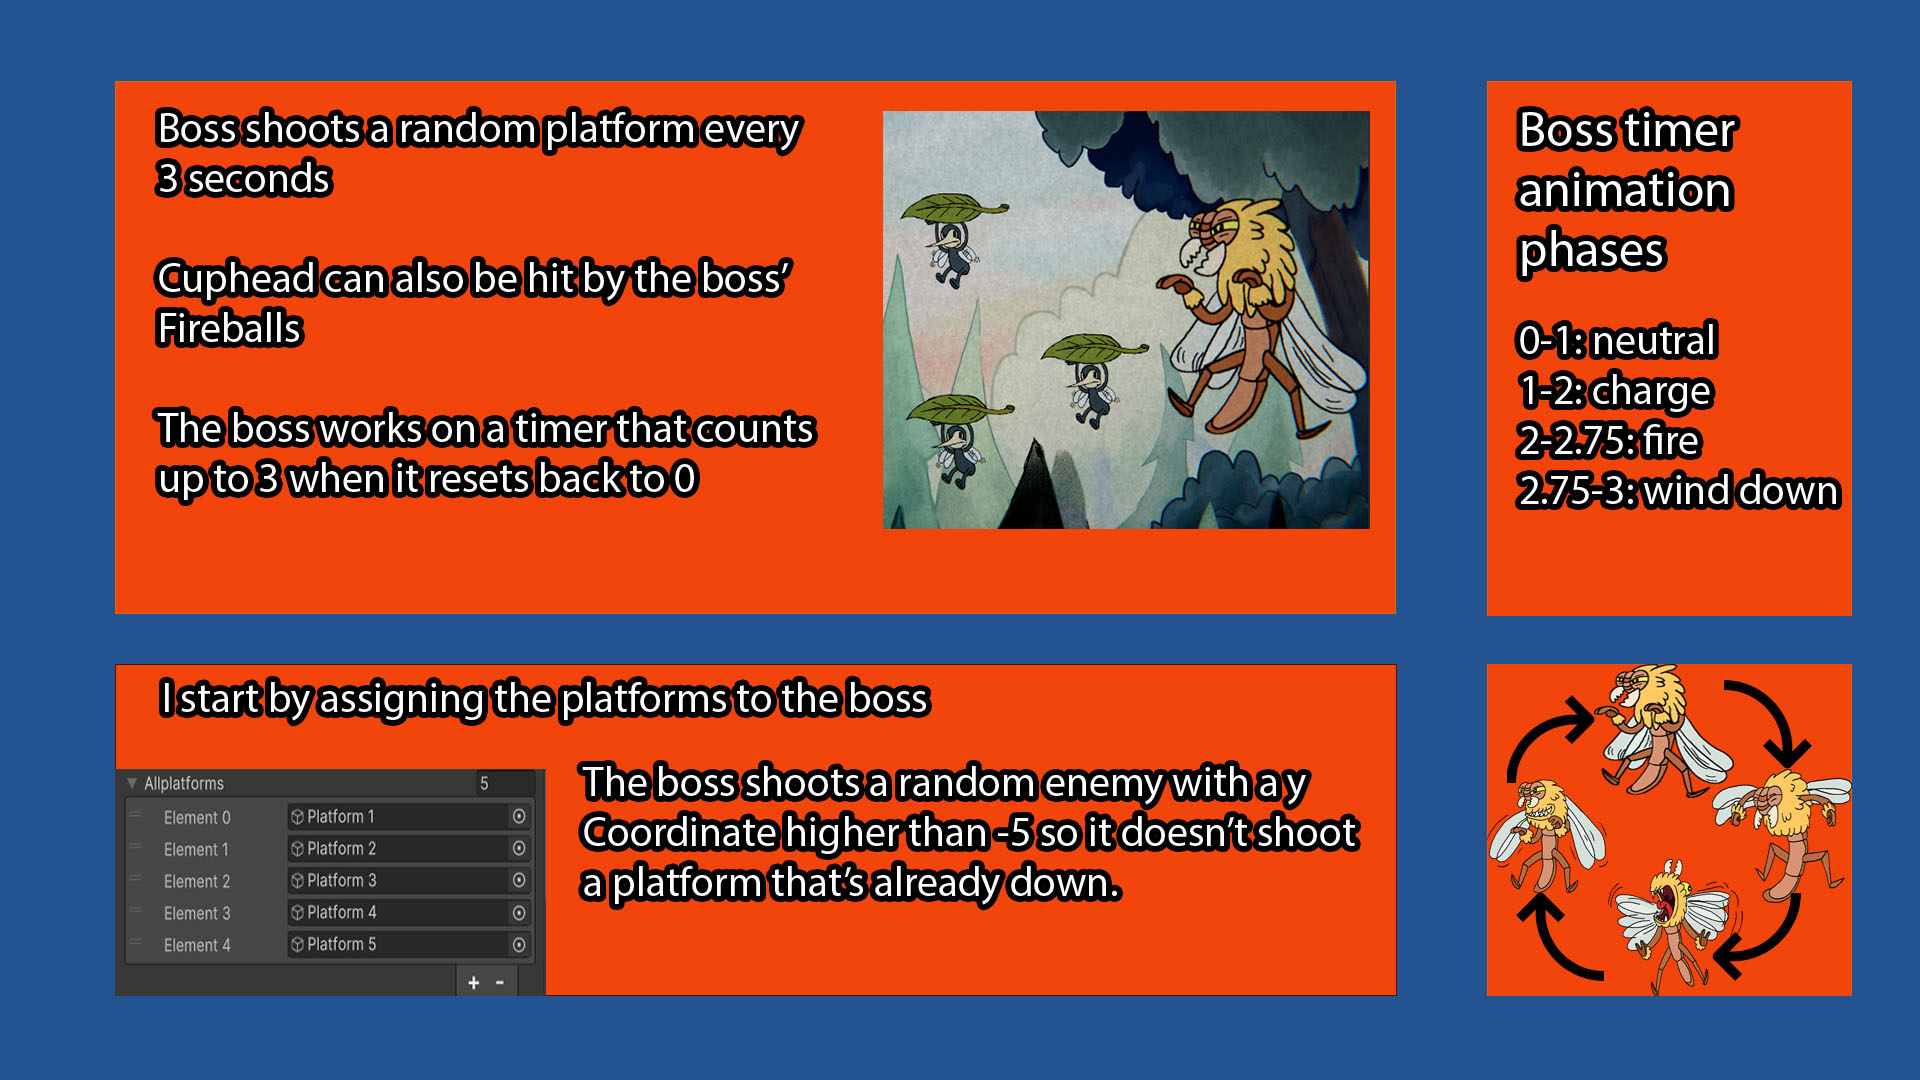 Boss shoots a random platform every
3 seconds
Cuphead can also be hit by the boss’
Fireballs
The boss works on a timer that counts
up to 3 when it resets back to 0
Boss timer
animation
phases
0-1: neutral
1-2: charge
2-2.75: fire
2.75-3: wind down
I start by assigning the platforms to the boss
Allplatforms 5
Element 0 Platform 1
Element 1 Platform 2
Element 2 Platform 3
Element 3 Platform 4
Element 4 Platform 5
+ -
The boss shoots a random enemy with a y
Coordinate higher than -5 so it doesn’t shoot
a platform that’s already down.